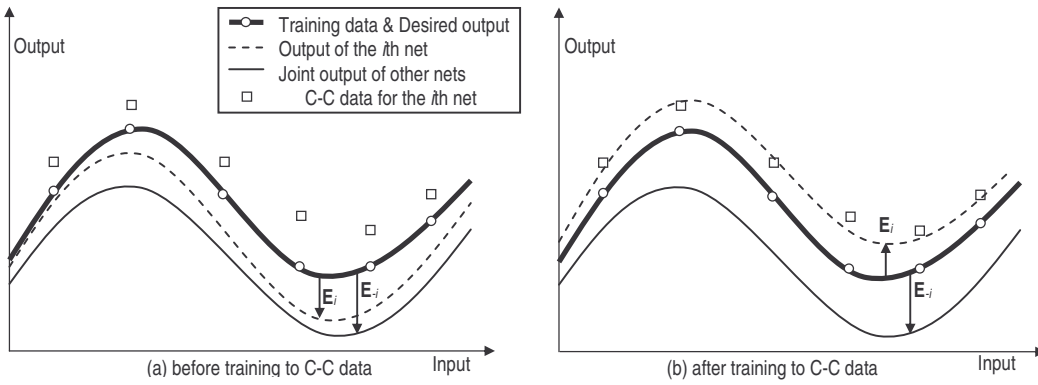 Output
Training data & Desired output
Output of the ith net
Joint output of other nets
C-C data for the ith net
Ei
E-i
Input
(a) before training to C-C data
Output
Ei
E-i
Input
(b) after training to C-C data